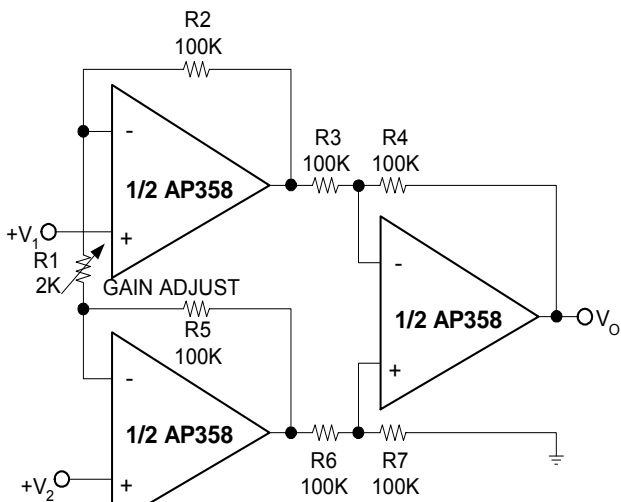 R2
100K
-
1/2 AP358
+
+V1
R3
100K
R4
100K
R1
2K
GAIN ADJUST
R5
100K
-
1/2 AP358
+
VO
-
1/2 AP358
+
+V2
R6
100K
R7
100K